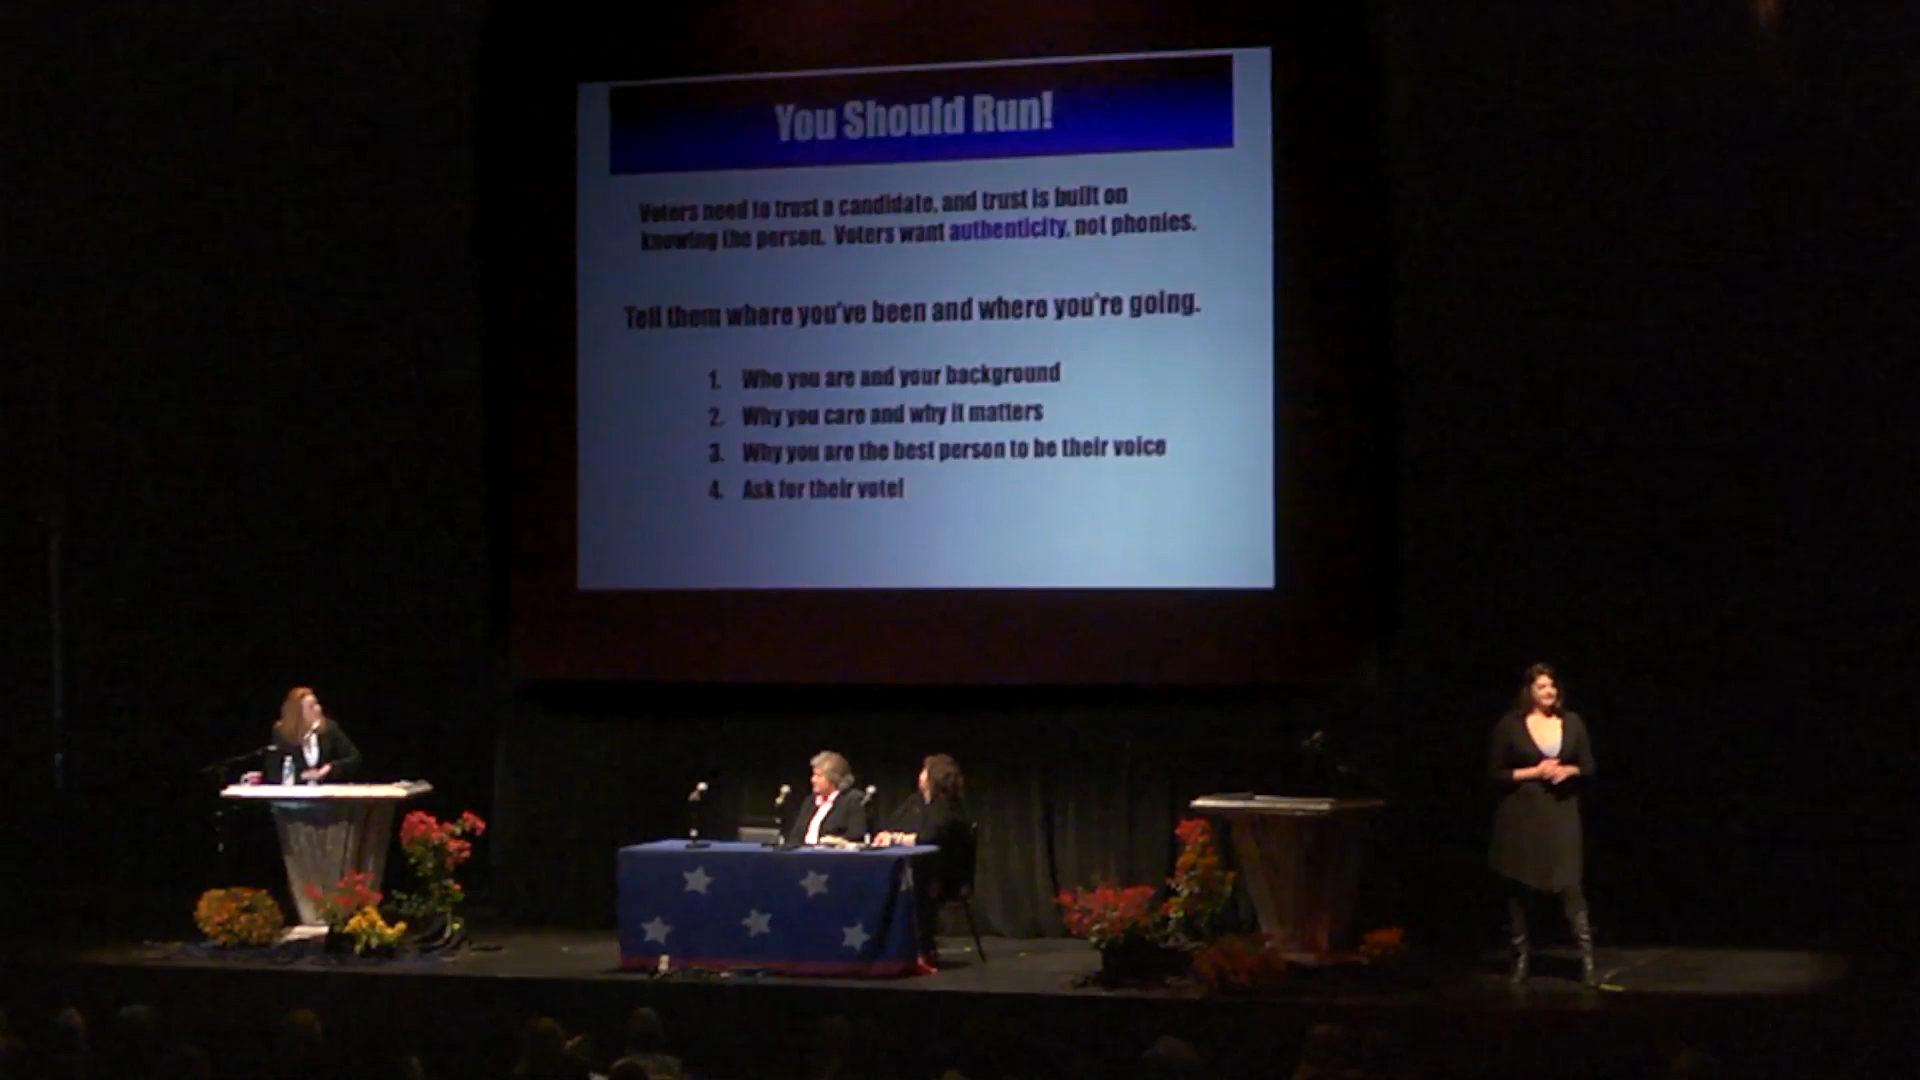 You Should Run!
Voters need to trust a candidate, and trust is built on
knowing the person. Voters want authenticity, not phonies.
Tell them where you've been and where you're going.
1. Who you are and your background
2. Why you care and why it matters
3. Why you are the best person to be their voice
4. Ask for their vote!